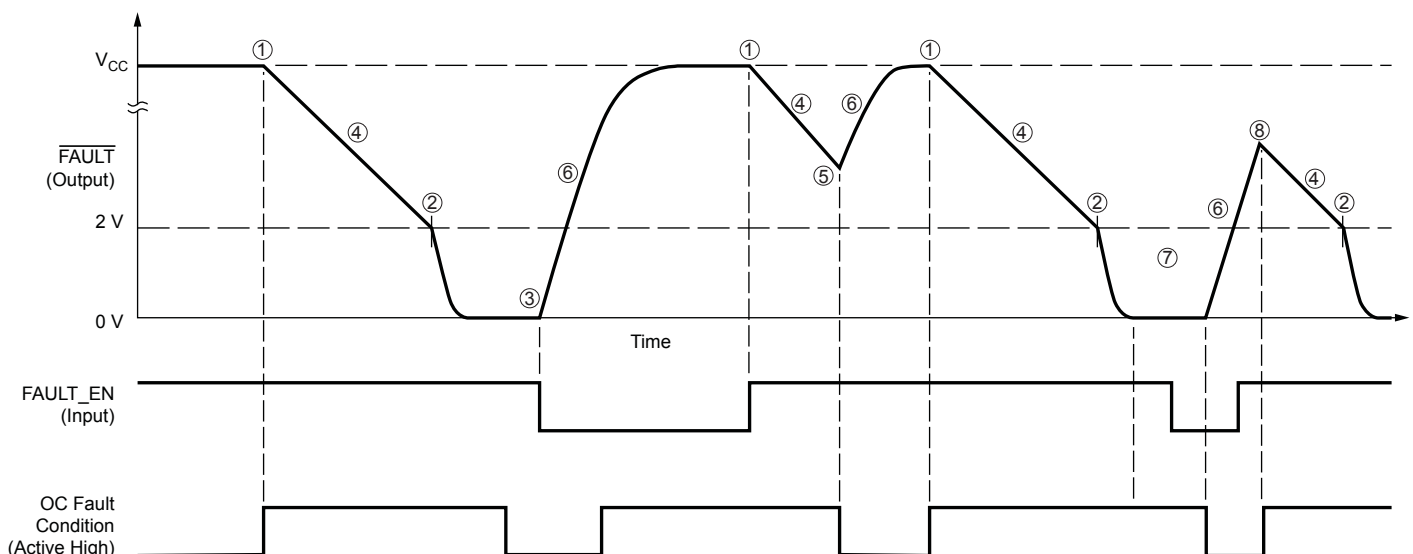 ① ① ①
V_CC
⑧
④ ⑥
④ ④
FAULT
(Output)
⑥ ⑤ ④
② ② ⑥ ②
2 V
⑦
③
0 V
Time
FAULT_EN
(Input)
OC Fault
Condition
(Active High)